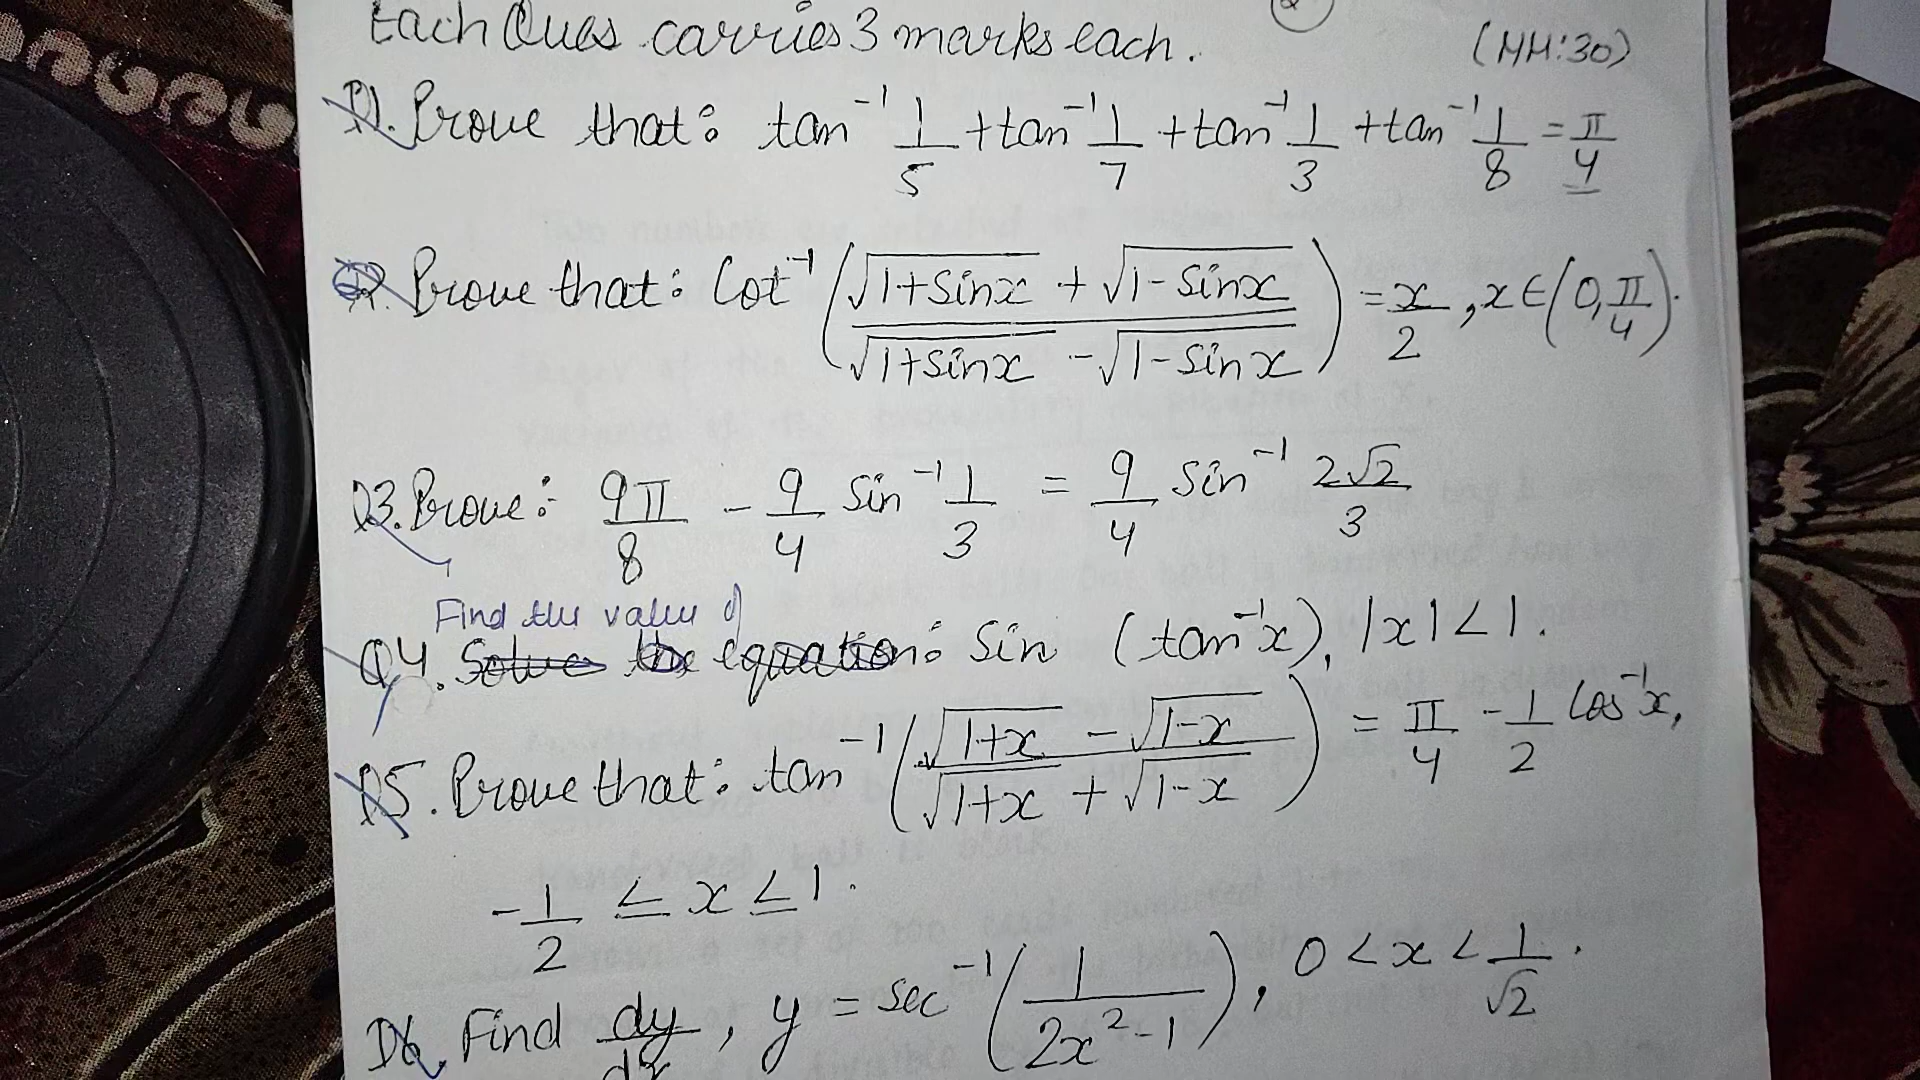 Each Ques carries 3 marks each. (MM:30)
Q1. Prove that: tan⁻¹ 1/5 + tan⁻¹ 1/7 + tan⁻¹ 1/3 + tan⁻¹ 1/8 = π/4
Q2. Prove that: Cot⁻¹ ((√(1+Sinx) + √(1-Sinx))/(√(1+Sinx) - √(1-Sinx))) = x/2, x∈(0, π/4).
Q3. Prove: 9π/8 - 9/4 Sin⁻¹ 1/3 = 9/4 Sin⁻¹ 2√2/3
Find the value of
Q4. Solve the equation: Sin (tan⁻¹x), |x|<1.
Q5. Prove that: tan⁻¹ ((√(1+x) - √(1-x))/(√(1+x) + √(1-x))) = π/4 - 1/2 Cos⁻¹x,
-1/2 ≤ x ≤ 1.
Q6. Find dy/dx, y = Sec⁻¹ (1/(2x²-1)), 0<x<1/√2.